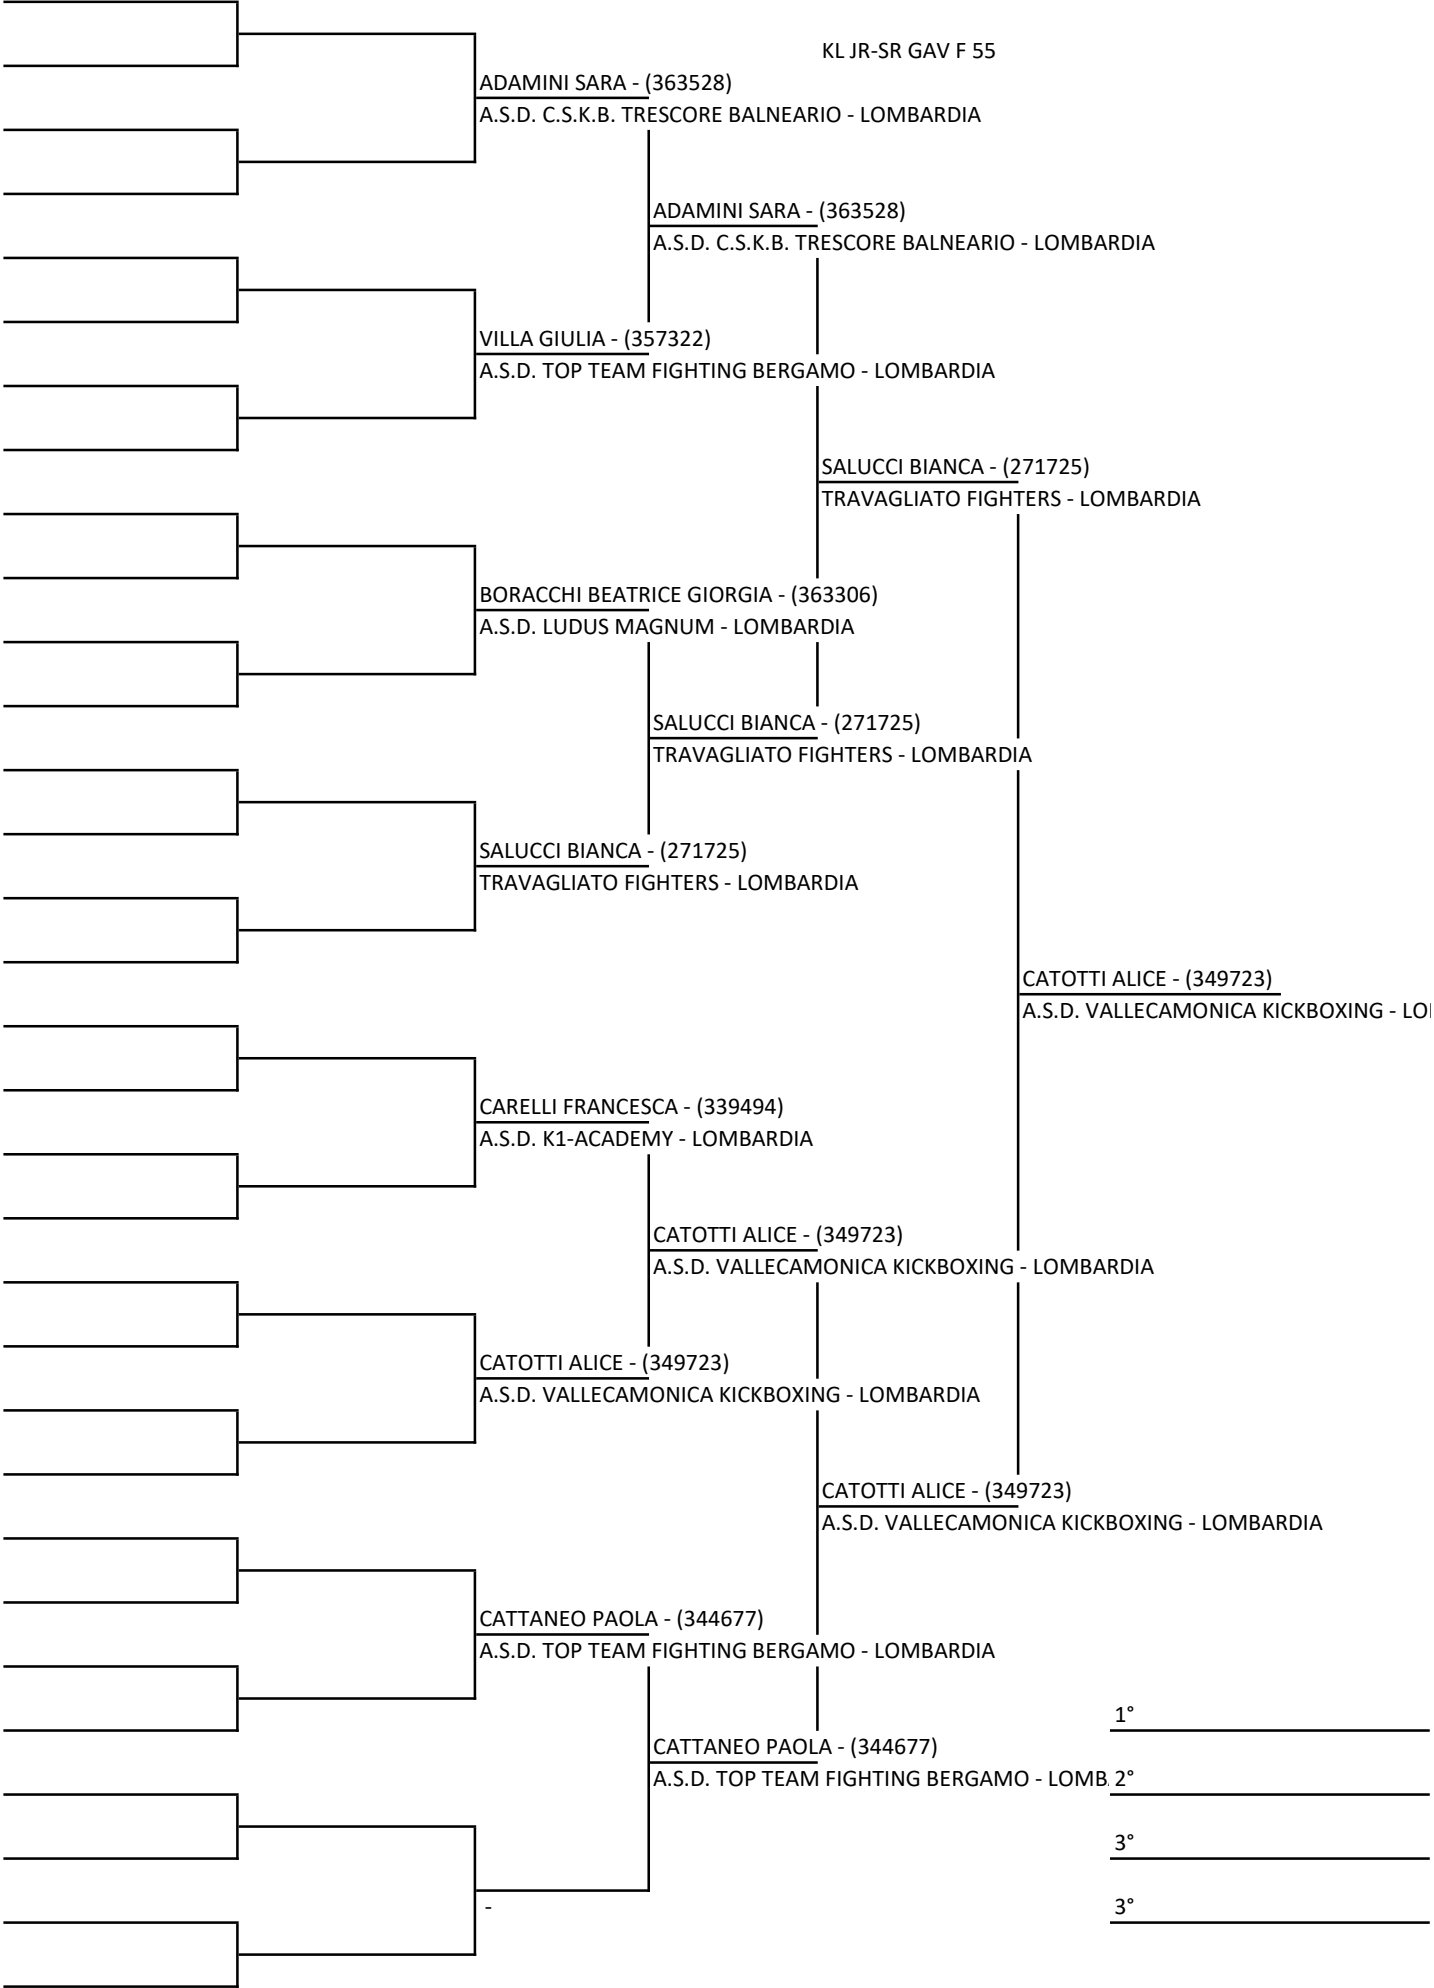 KL JR-SR GAV F 55
ADAMINI SARA - (363528)
A.S.D. C.S.K.B. TRESCORE BALNEARIO - LOMBARDIA
ADAMINI SARA - (363528)
A.S.D. C.S.K.B. TRESCORE BALNEARIO - LOMBARDIA
VILLA GIULIA - (357322)
A.S.D. TOP TEAM FIGHTING BERGAMO - LOMBARDIA
SALUCCI BIANCA - (271725)
TRAVAGLIATO FIGHTERS - LOMBARDIA
BORACCHI BEATRICE GIORGIA - (363306)
A.S.D. LUDUS MAGNUM - LOMBARDIA
SALUCCI BIANCA - (271725)
TRAVAGLIATO FIGHTERS - LOMBARDIA
SALUCCI BIANCA - (271725)
TRAVAGLIATO FIGHTERS - LOMBARDIA
CATOTTI ALICE - (349723)
A.S.D. VALLECAMONICA KICKBOXING - LO
CARELLI FRANCESCA - (339494)
A.S.D. K1-ACADEMY - LOMBARDIA
CATOTTI ALICE - (349723)
A.S.D. VALLECAMONICA KICKBOXING - LOMBARDIA
CATOTTI ALICE - (349723)
A.S.D. VALLECAMONICA KICKBOXING - LOMBARDIA
CATOTTI ALICE - (349723)
A.S.D. VALLECAMONICA KICKBOXING - LOMBARDIA
CATTANEO PAOLA - (344677)
A.S.D. TOP TEAM FIGHTING BERGAMO - LOMBARDIA
1°
CATTANEO PAOLA - (344677)
A.S.D. TOP TEAM FIGHTING BERGAMO - LOMB
2°
3°
-
3°